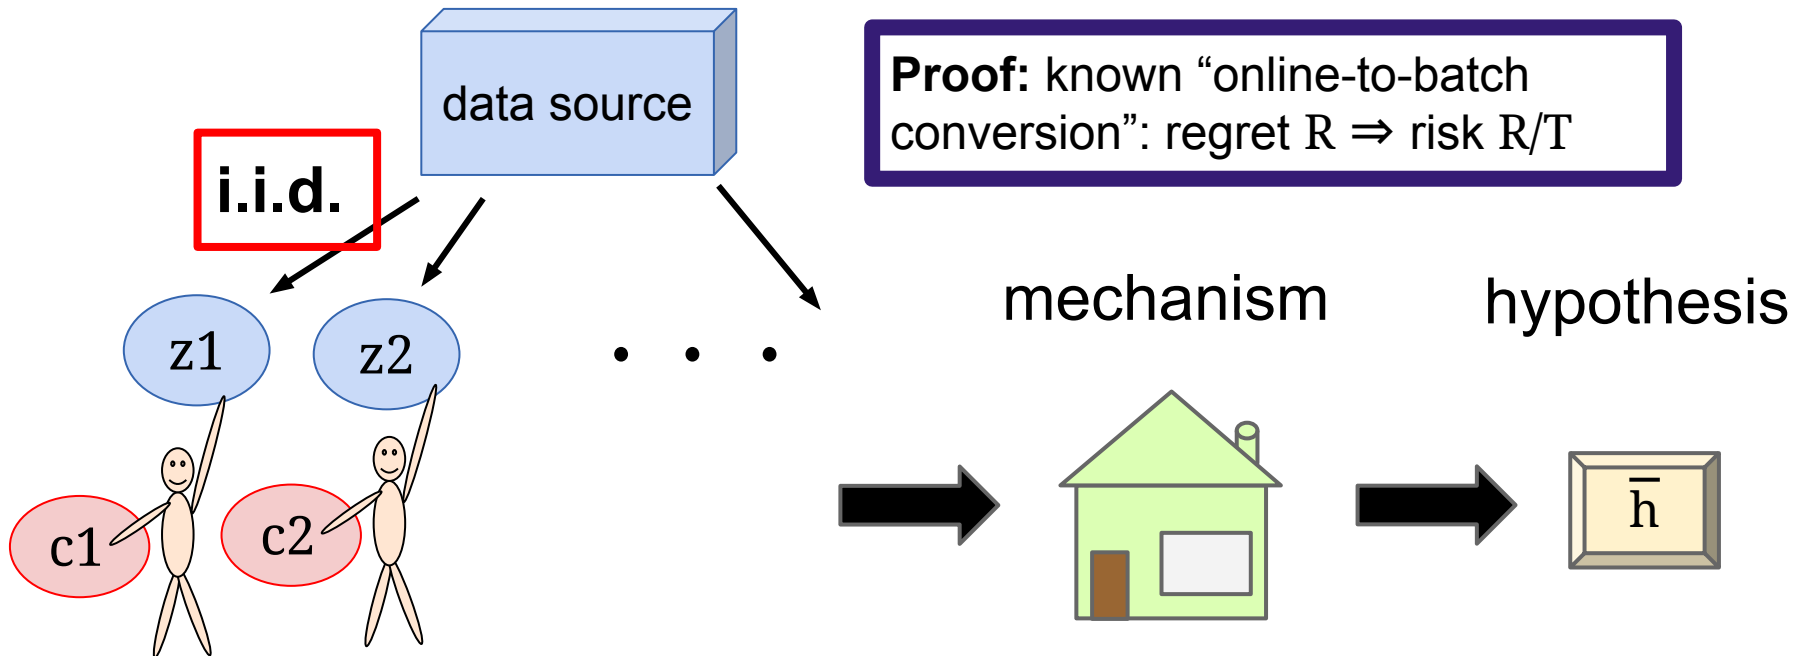 data source
Proof: known “online-to-batch
conversion”: regret R ⇒ risk R/T
i.i.d.
mechanism
hypothesis
z1
z2
. . .
c1
c2
h̅